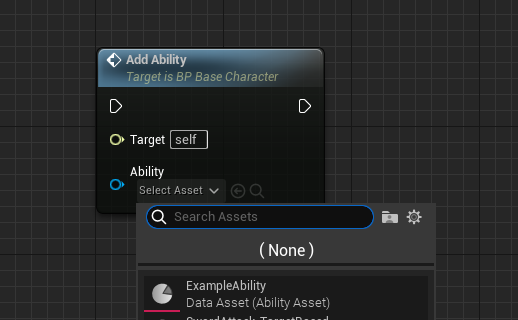 Add Ability
Target is BP Base Character
Target self
Ability
Select Asset
Search Assets
( None )
ExampleAbility
Data Asset (Ability Asset)
SwordAttack_TargetBased